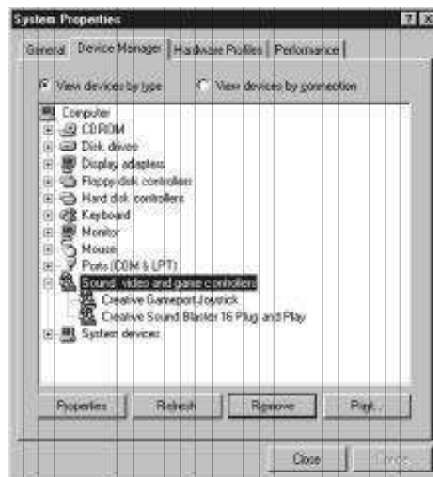 System Properties
General Device Manager Hardware Profiles Performance
View devices by type View devices by connection
Computer
CDROM
Disk drives
Display adapters
Floppy disk controllers
Hard disk controllers
Keyboard
Monitor
Mouse
Ports (COM & LPT)
Sound, video and game controllers
Creative Gameport Joystick
Creative Sound Blaster 16 Plug and Play
System devices
Properties Refresh Remove Print...
Close Cancel